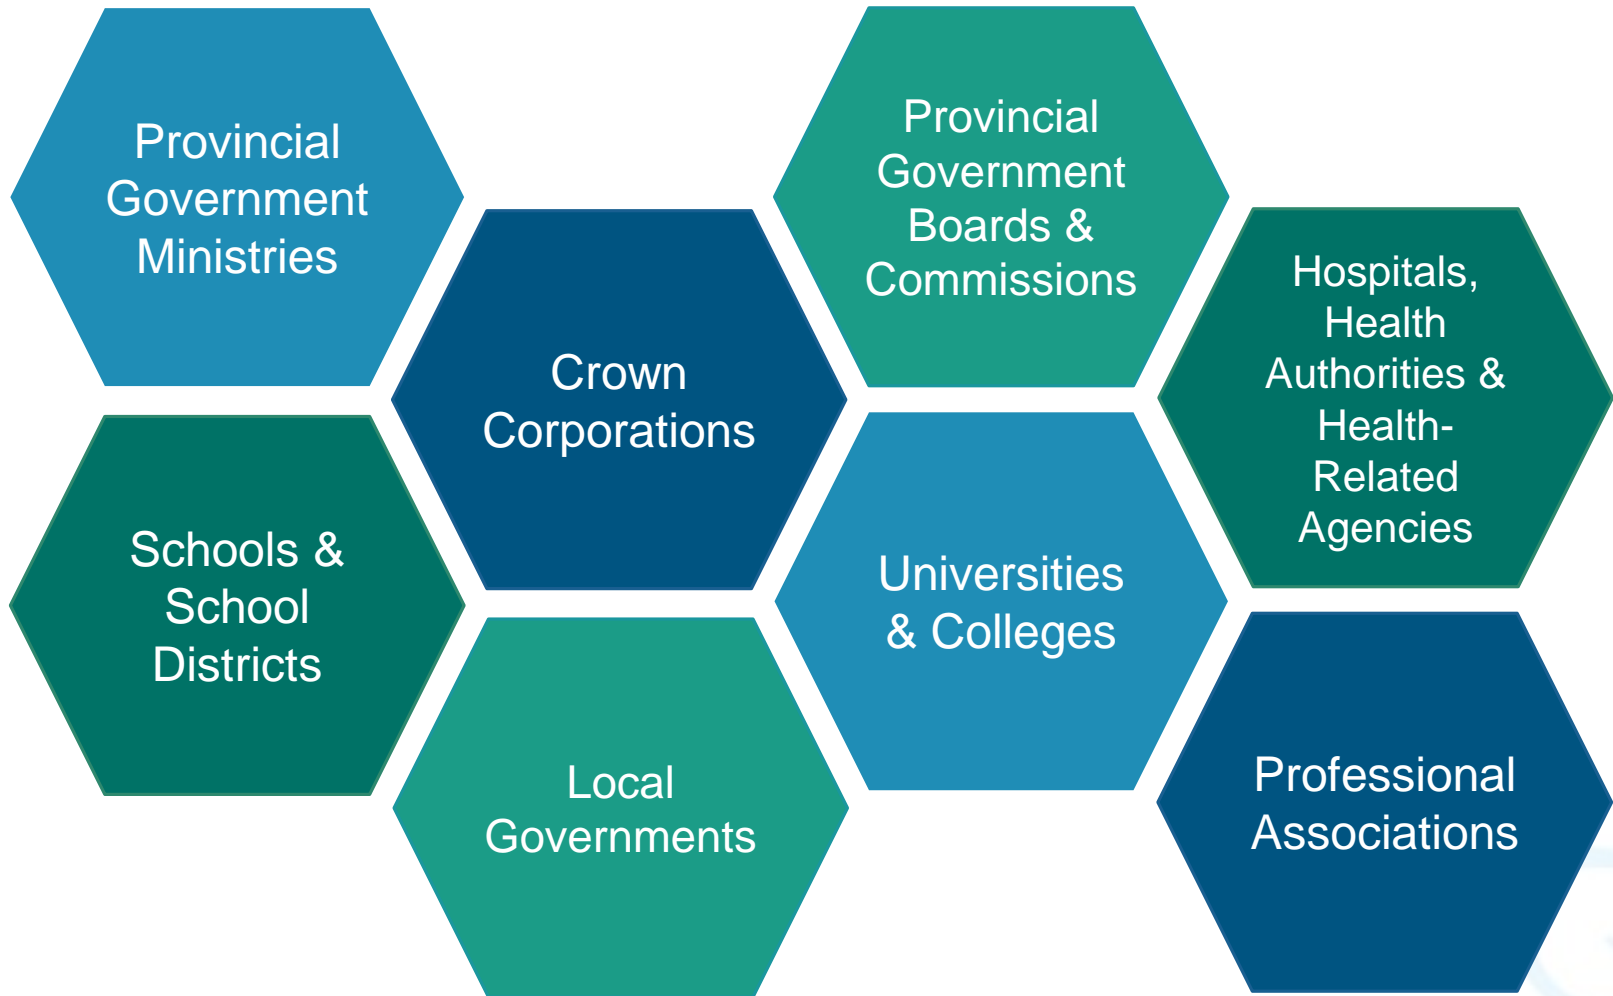 Provincial
Government
Ministries
Crown
Corporations
Provincial
Government
Boards &
Commissions
Hospitals,
Health
Authorities &
Health-
Related
Agencies
Schools &
School
Districts
Local
Governments
Universities
& Colleges
Professional
Associations